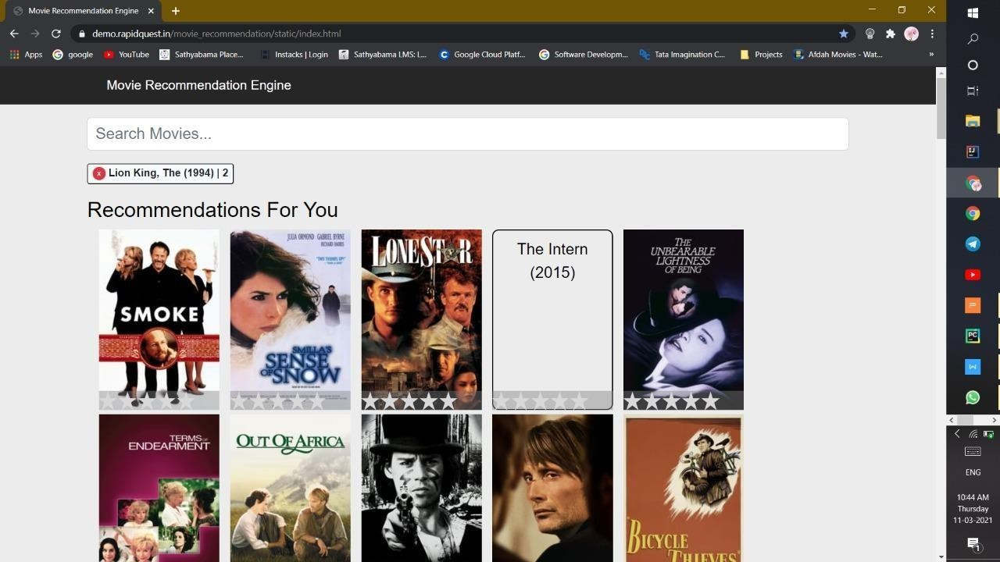 Movie Recommendation Engine
demo.rapidquest.in/movie_recommendation/static/index.html
Apps
google
YouTube
Sathyabama Place...
Instacks | Login
Sathyabama LMS: L...
Google Cloud Platf...
Software Developm...
Tata Imagination C...
Projects
Afdah Movies - Wat...
»
Movie Recommendation Engine
Search Movies...
x Lion King, The (1994) | 2
Recommendations For You
SMOKE
JULIA ORMOND GABRIEL BYRNE
RICHARD HARRIS
"TWO THUMBS UP!"
SMILLA'S
SENSE
OF SNOW
LONE STAR
The Intern
(2015)
THE
UNBEARABLE
LIGHTNESS
OF BEING
TERMS OF
ENDEARMENT
OUT OF AFRICA
BICYCLE
THIEVES
ENG
10:44 AM
Thursday
11-03-2021
1